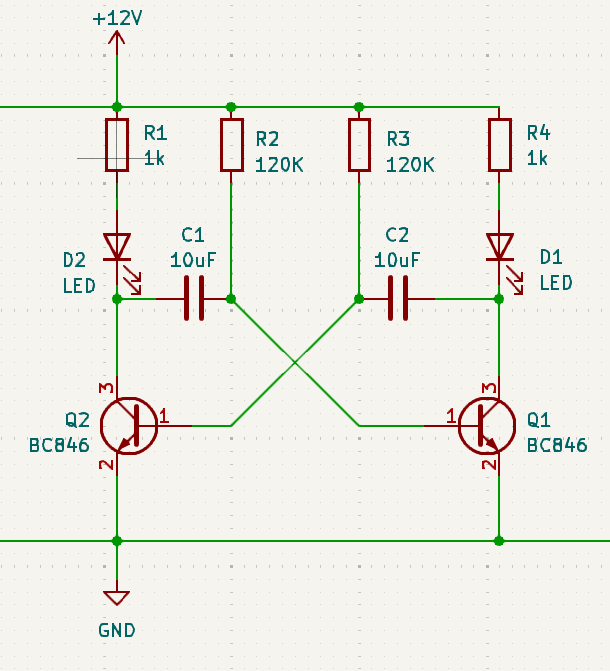 +12V
R1
1k
R2
120K
R3
120K
R4
1k
C1
10uF
C2
10uF
D2
LED
D1
LED
3
3
Q2
BC846
1
1
Q1
BC846
2
2
GND